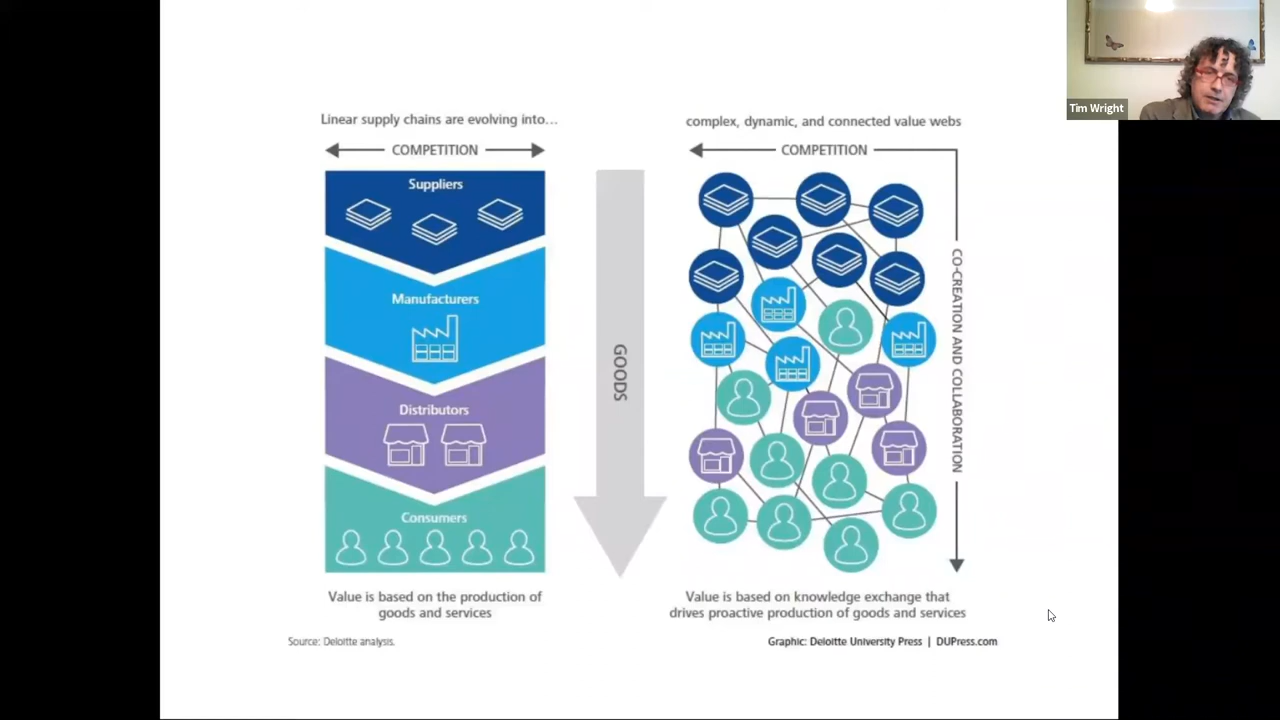 Tim Wright
Linear supply chains are evolving into…
complex, dynamic, and connected value webs
COMPETITION
COMPETITION
Suppliers
Manufacturers
Distributors
Consumers
GOODS
CO-CREATION AND COLLABORATION
Value is based on the production of
goods and services
Value is based on knowledge exchange that
drives proactive production of goods and services
Source: Deloitte analysis.
Graphic: Deloitte University Press | DUPress.com